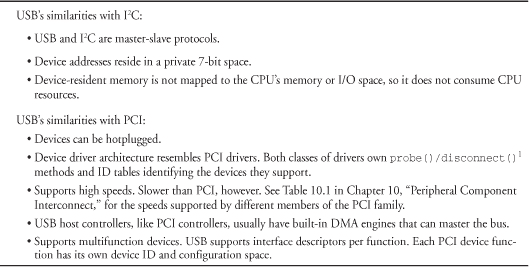 USB's similarities with I²C:
• USB and I²C are master-slave protocols.
• Device addresses reside in a private 7-bit space.
• Device-resident memory is not mapped to the CPU's memory or I/O space, so it does not consume CPU
resources.
USB's similarities with PCI:
• Devices can be hotplugged.
• Device driver architecture resembles PCI drivers. Both classes of drivers own probe()/disconnect()¹
methods and ID tables identifying the devices they support.
• Supports high speeds. Slower than PCI, however. See Table 10.1 in Chapter 10, “Peripheral Component
Interconnect,” for the speeds supported by different members of the PCI family.
• USB host controllers, like PCI controllers, usually have built-in DMA engines that can master the bus.
• Supports multifunction devices. USB supports interface descriptors per function. Each PCI device func-
tion has its own device ID and configuration space.